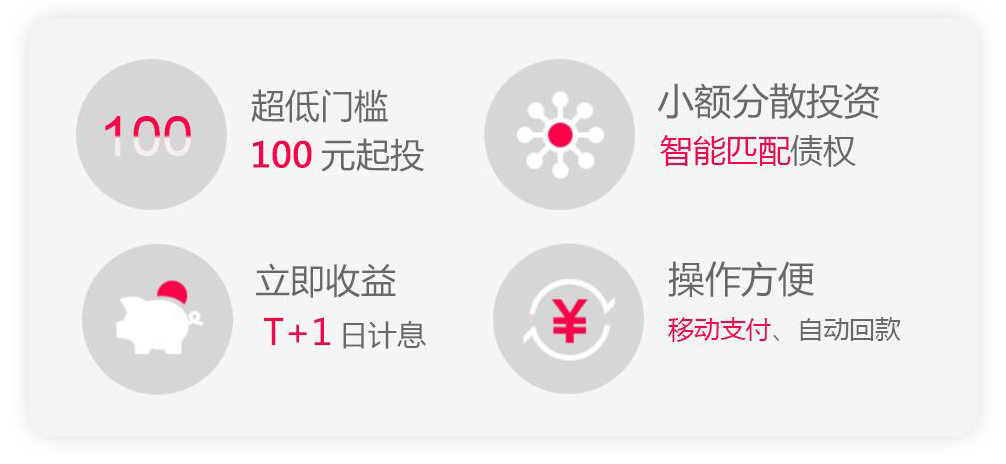 100
超低门槛
100 元起投
小额分散投资
智能匹配债权
立即收益
T+1 日计息
¥
操作方便
移动支付、自动回款